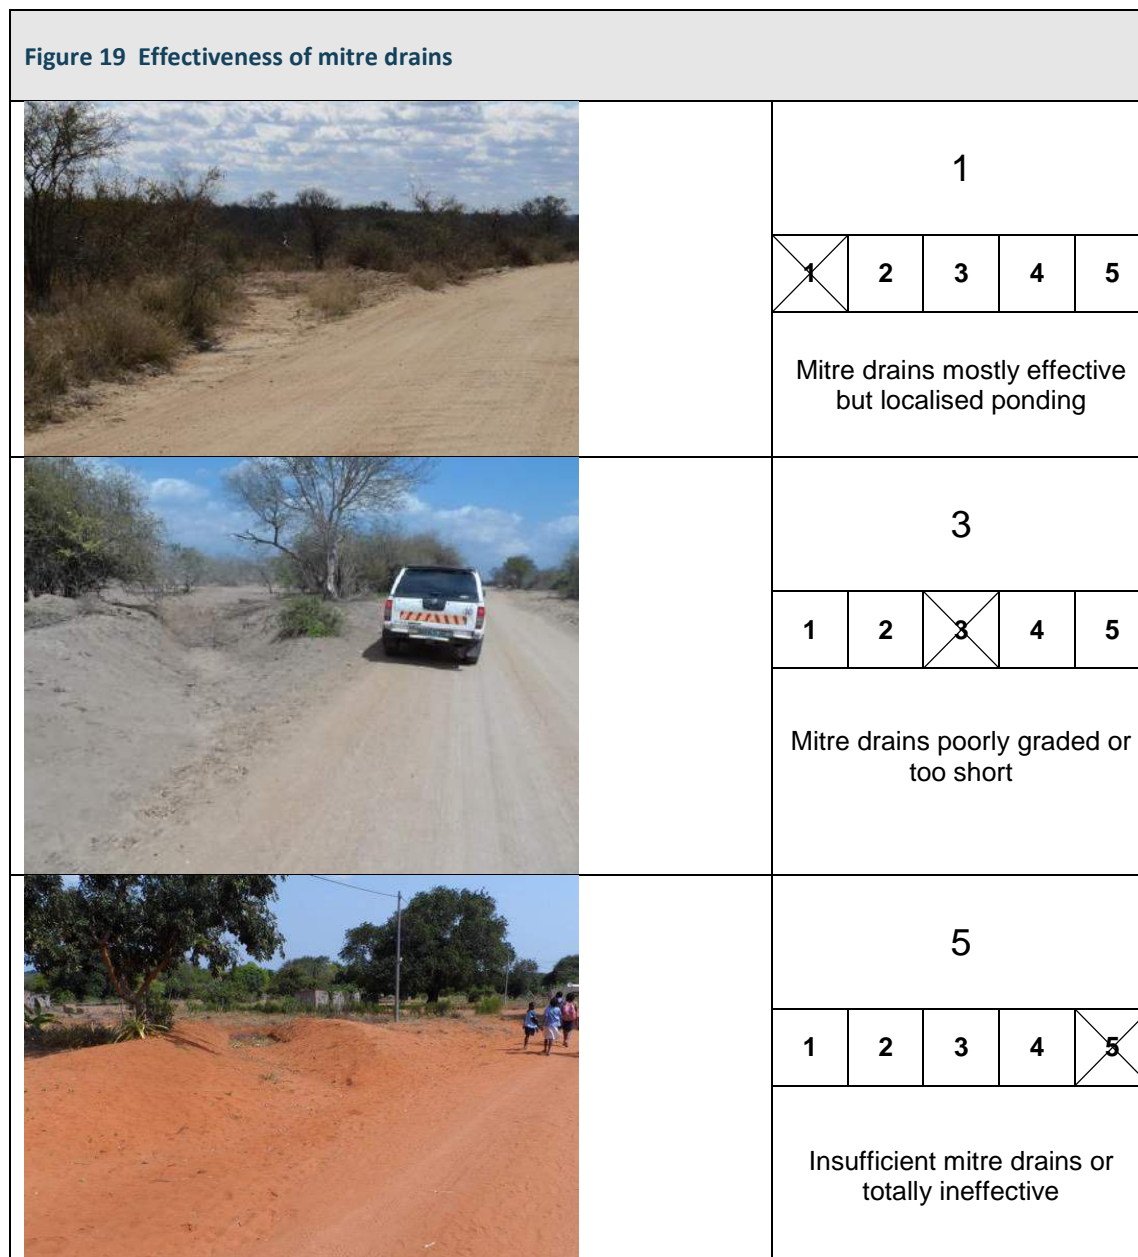 Figure 19 Effectiveness of mitre drains
1
1 2 3 4 5
Mitre drains mostly effective
but localised ponding
3
1 2 3 4 5
Mitre drains poorly graded or
too short
5
1 2 3 4 5
Insufficient mitre drains or
totally ineffective